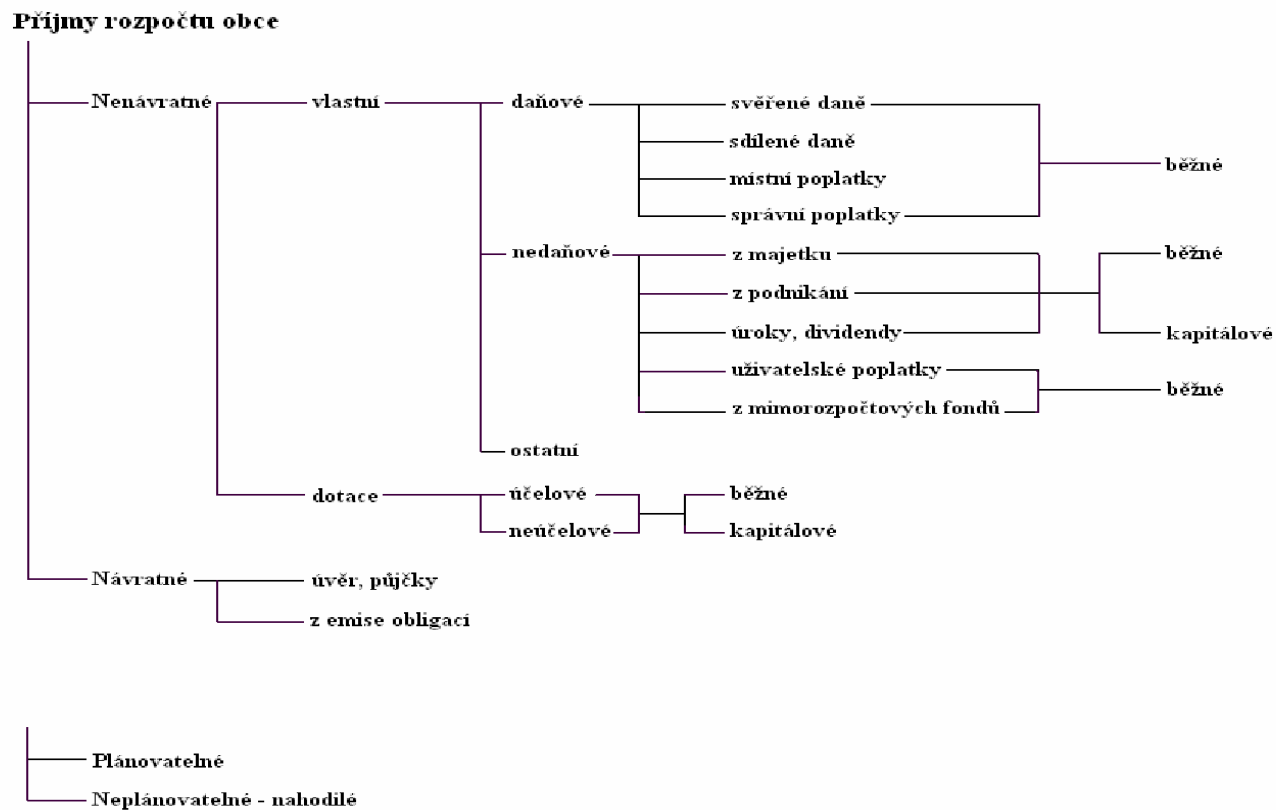 Příjmy rozpočtu obce
Nenávratné vlastní daňové svěřené daně
sdílené daně
běžné
místní poplatky
správní poplatky
nedaňové z majetku běžné
z podnikání
úroky, dividendy kapitálové
uživatelské poplatky
běžné
z mimorozpočtových fondů
ostatní
dotace účelové běžné
neúčelové kapitálové
Návratné úvěr, půjčky
z emise obligací
Plánovatelné
Neplánovatelné - nahodilé